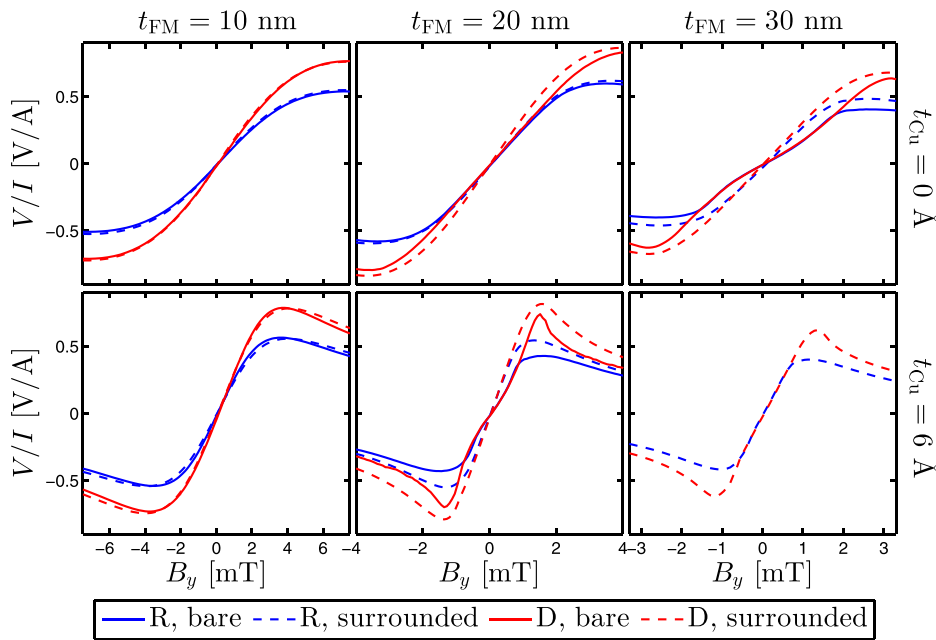 t_FM = 10 nm t_FM = 20 nm t_FM = 30 nm
V/I [V/A]
0.5
0
−0.5
t_Cu = 0 Å
V/I [V/A]
0.5
0
−0.5
t_Cu = 6 Å
−6 −4 −2 0 2 4 6 −4 −2 0 2 4 −3 −2 −1 0 1 2 3
B_y [mT] B_y [mT] B_y [mT]
R, bare R, surrounded D, bare D, surrounded